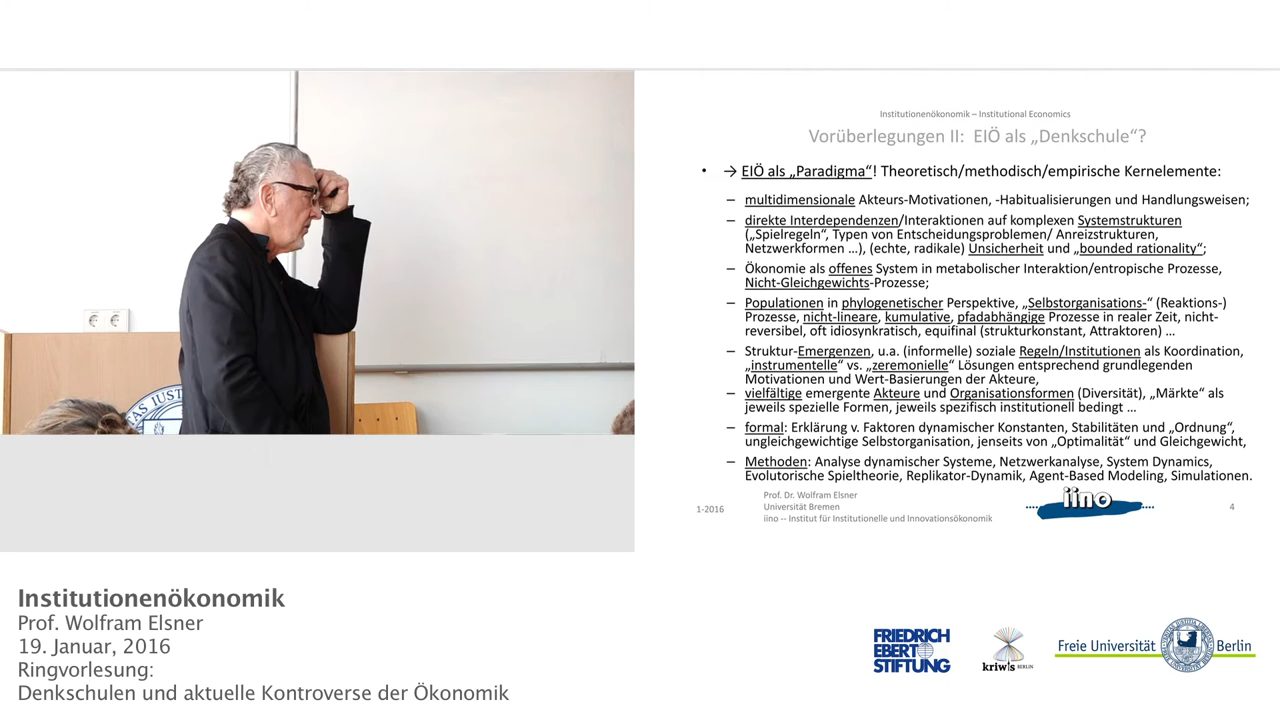 Institutionenökonomik – Institutional Economics
Vorüberlegungen II: EIÖ als „Denkschule“?
• → EIÖ als „Paradigma“! Theoretisch/methodisch/empirische Kernelemente:
– multidimensionale Akteurs-Motivationen, -Habitualisierungen und Handlungsweisen;
– direkte Interdependenzen/Interaktionen auf komplexen Systemstrukturen
(„Spielregeln“, Typen von Entscheidungsproblemen/ Anreizstrukturen,
Netzwerkformen …), (echte, radikale) Unsicherheit und „bounded rationality“;
– Ökonomie als offenes System in metabolischer Interaktion/entropische Prozesse,
Nicht-Gleichgewichts-Prozesse;
– Populationen in phylogenetischer Perspektive, „Selbstorganisations-“ (Reaktions-)
Prozesse, nicht-lineare, kumulative, pfadabhängige Prozesse in realer Zeit, nicht-
reversibel, oft idiosynkratisch, equifinal (strukturkonstant, Attraktoren) …
– Struktur-Emergenzen, u.a. (informelle) soziale Regeln/Institutionen als Koordination,
„instrumentelle“ vs. „zeremonielle“ Lösungen entsprechend grundlegenden
Motivationen und Wert-Basierungen der Akteure,
– vielfältige emergente Akteure und Organisationsformen (Diversität), „Märkte“ als
jeweils spezielle Formen, jeweils spezifisch institutionell bedingt …
– formal: Erklärung v. Faktoren dynamischer Konstanten, Stabilitäten und „Ordnung“,
ungleichgewichtige Selbstorganisation, jenseits von „Optimalität“ und Gleichgewicht,
– Methoden: Analyse dynamischer Systeme, Netzwerkanalyse, System Dynamics,
Evolutorische Spieltheorie, Replikator-Dynamik, Agent-Based Modeling, Simulationen.
1-2016
Prof. Dr. Wolfram Elsner
Universität Bremen
iino -- Institut für Institutionelle und Innovationsökonomik
iino
4
Institutionenökonomik
Prof. Wolfram Elsner
19. Januar, 2016
Ringvorlesung:
Denkschulen und aktuelle Kontroverse der Ökonomik
FRIEDRICH
EBERT
STIFTUNG
kriwis BERLIN
Freie Universität Berlin